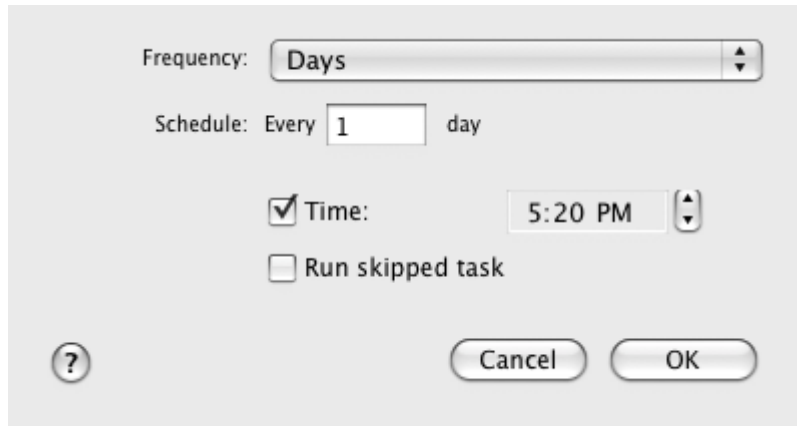 Frequency: Days
Schedule: Every 1 day
Time: 5:20 PM
Run skipped task
? Cancel OK